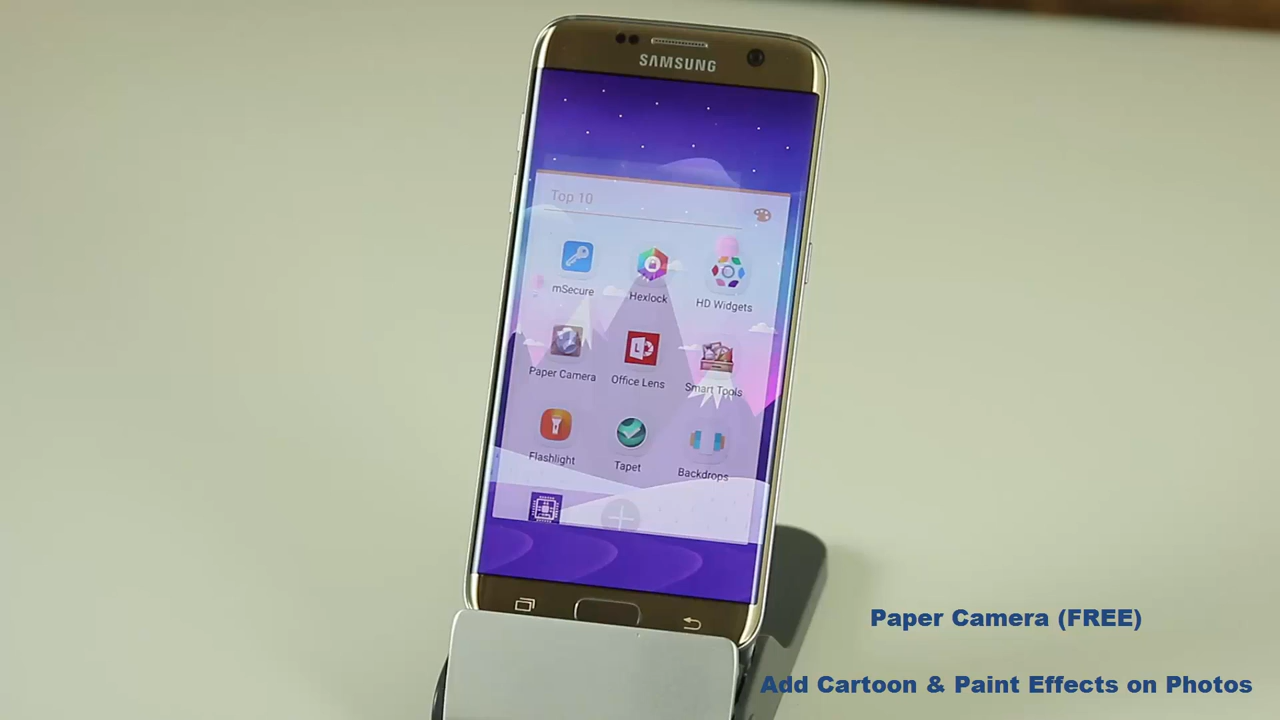 SAMSUNG
Top 10
mSecure
Hexlock
HD Widgets
Paper Camera
Office Lens
Smart Tools
Flashlight
Tapet
Backdrops
Paper Camera (FREE)
Add Cartoon & Paint Effects on Photos